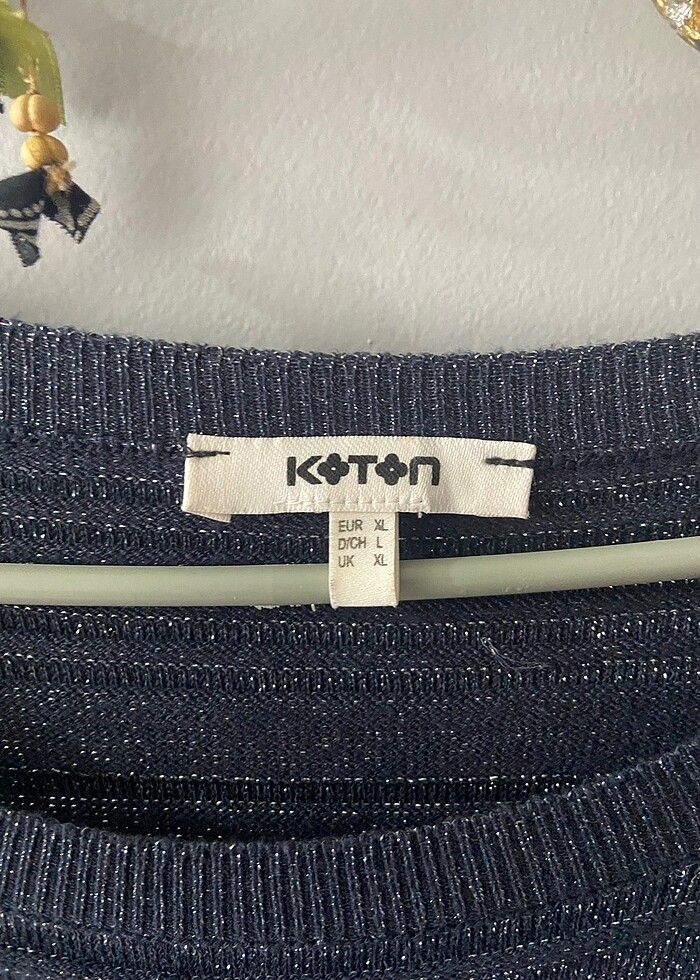 KOTON
EUR XL
D/CH L
UK XL